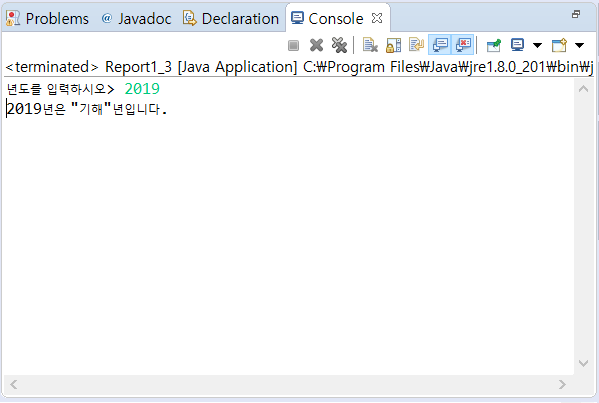 Problems @ Javadoc Declaration Console
<terminated> Report1_3 [Java Application] C:₩Program Files₩Java₩jre1.8.0_201₩bin₩j
년도를 입력하시오> 2019
2019년은 "기해"년입니다.